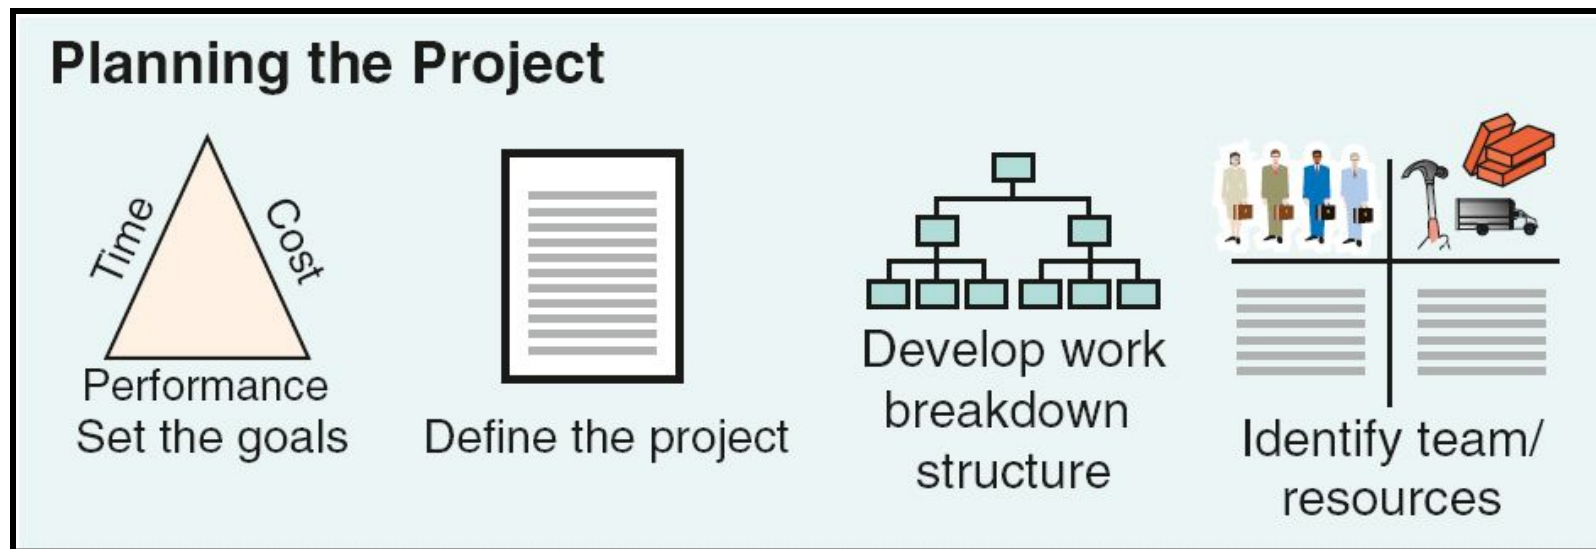 Planning the Project
Time
Cost
Performance
Set the goals
Define the project
Develop work
breakdown
structure
Identify team/
resources